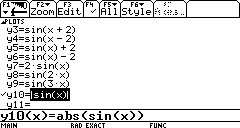 F1 F2 Zoom F3 Edit F4 ✓ F5 All F6 Style
▲PLOTS
y3=sin(x + 2)
y4=sin(x − 2)
y5=sin(x) + 2
y6=sin(x) − 2
y7=2·sin(x)
y8=sin(2·x)
y9=sin(3·x)
✓y10=|sin(x)|
y11=
y10(x)=abs(sin(x))
MAIN RAD EXACT FUNC